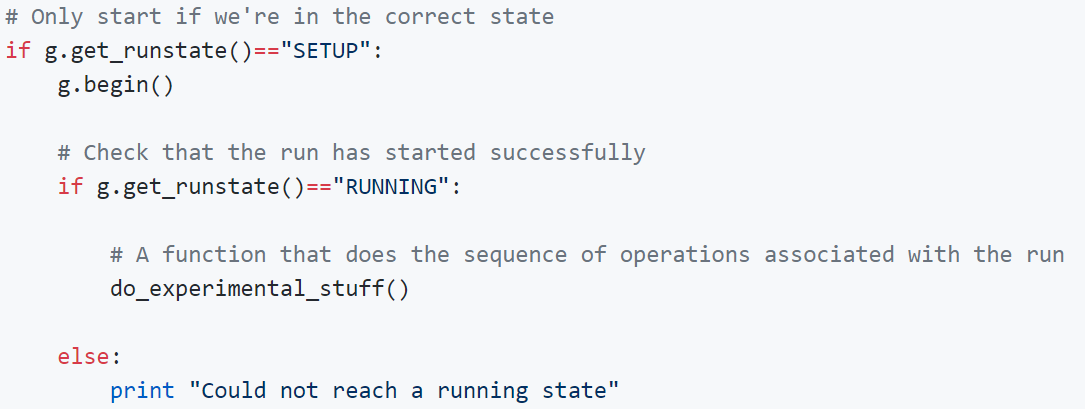 # Only start if we're in the correct state
if g.get_runstate()=="SETUP":
    g.begin()
    # Check that the run has started successfully
    if g.get_runstate()=="RUNNING":
        # A function that does the sequence of operations associated with the run
        do_experimental_stuff()
    else:
        print "Could not reach a running state"